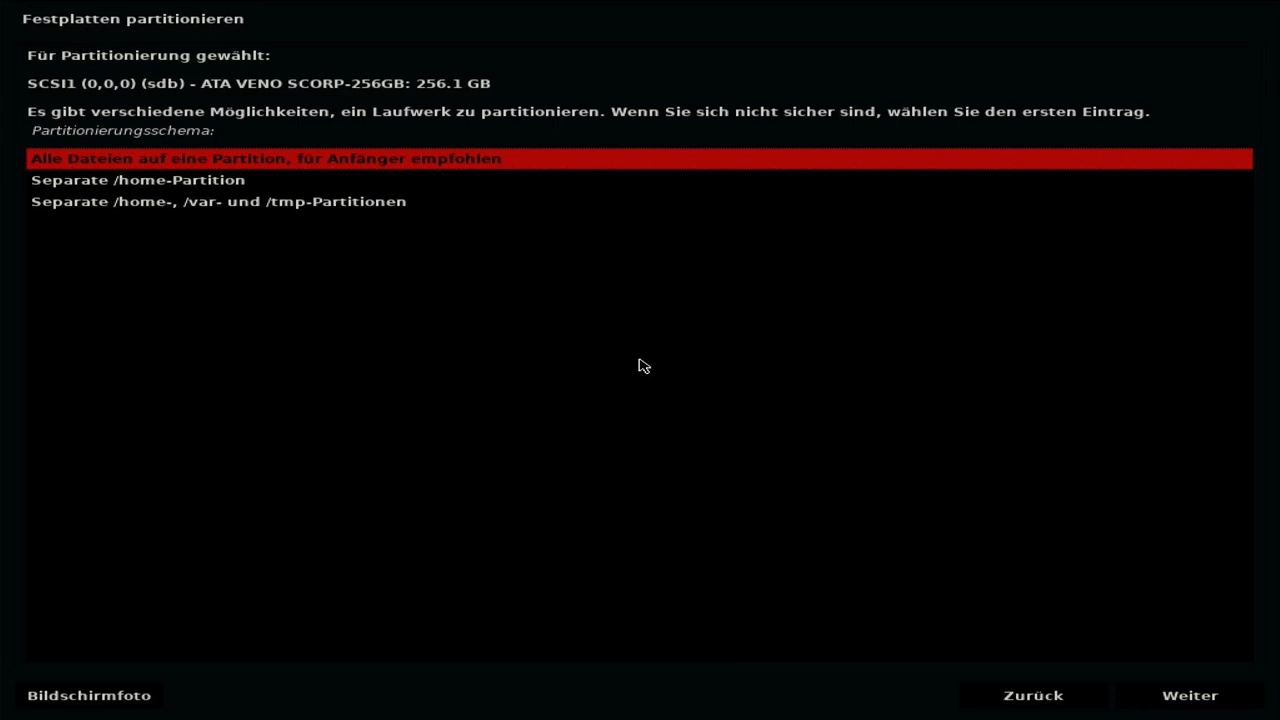 Festplatten partitionieren
Für Partitionierung gewählt:
SCSI1 (0,0,0) (sdb) - ATA VENO SCORP-256GB: 256.1 GB
Es gibt verschiedene Möglichkeiten, ein Laufwerk zu partitionieren. Wenn Sie sich nicht sicher sind, wählen Sie den ersten Eintrag.
Partitionierungsschema:
Alle Dateien auf eine Partition, für Anfänger empfohlen
Separate /home-Partition
Separate /home-, /var- und /tmp-Partitionen
Bildschirmfoto
Zurück
Weiter